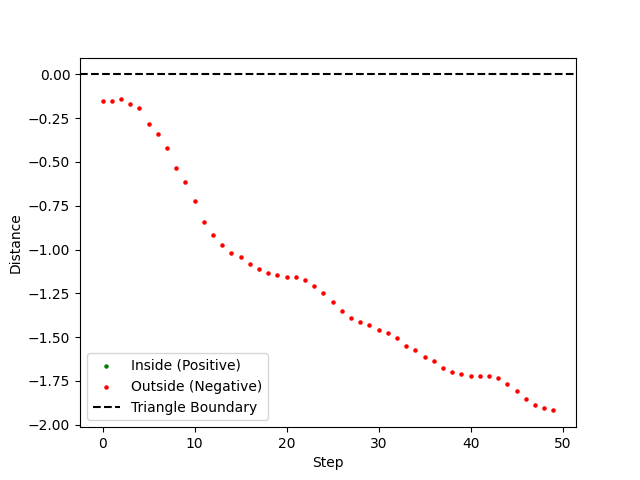 0.00
−0.25
−0.50
−0.75
−1.00
−1.25
−1.50
−1.75
−2.00
Distance
Inside (Positive)
Outside (Negative)
Triangle Boundary
0 10 20 30 40 50
Step